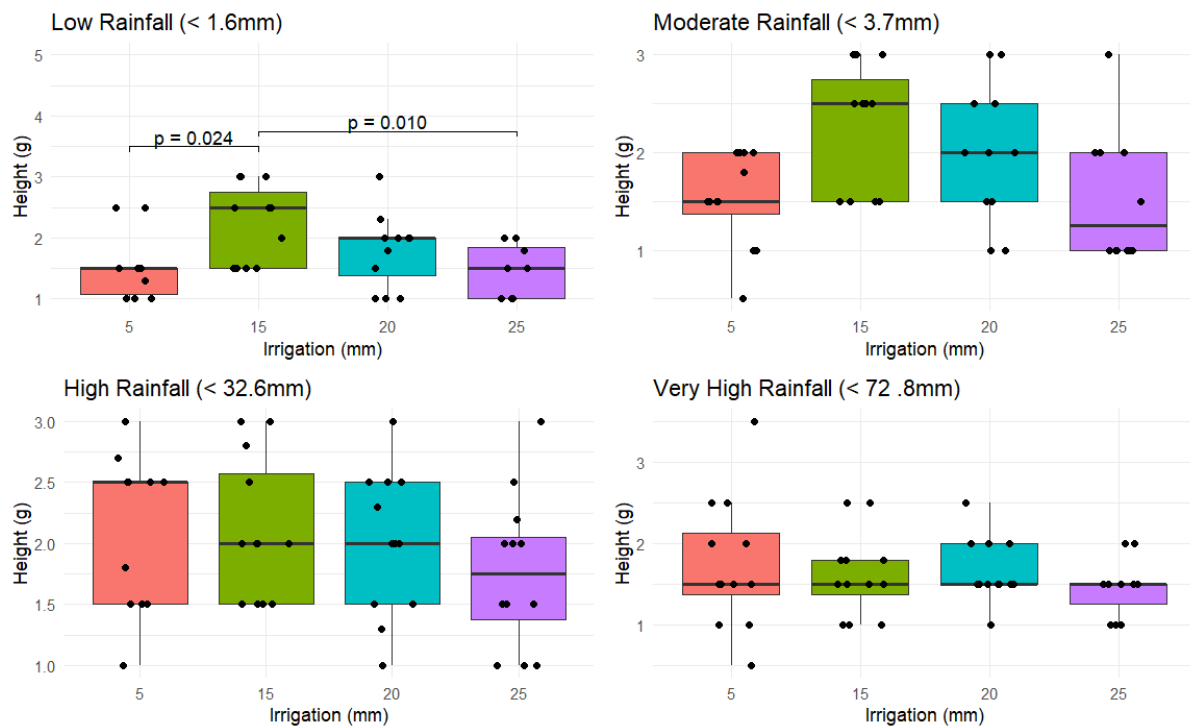 Low Rainfall (< 1.6mm)
5
4
3
2
1
Height (g)
p = 0.024
p = 0.010
5 15 20 25
Irrigation (mm)
Moderate Rainfall (< 3.7mm)
3
2
1
Height (g)
5 15 20 25
Irrigation (mm)
High Rainfall (< 32.6mm)
3.0
2.5
2.0
1.5
1.0
Height (g)
5 15 20 25
Irrigation (mm)
Very High Rainfall (< 72 .8mm)
3
2
1
Height (g)
5 15 20 25
Irrigation (mm)